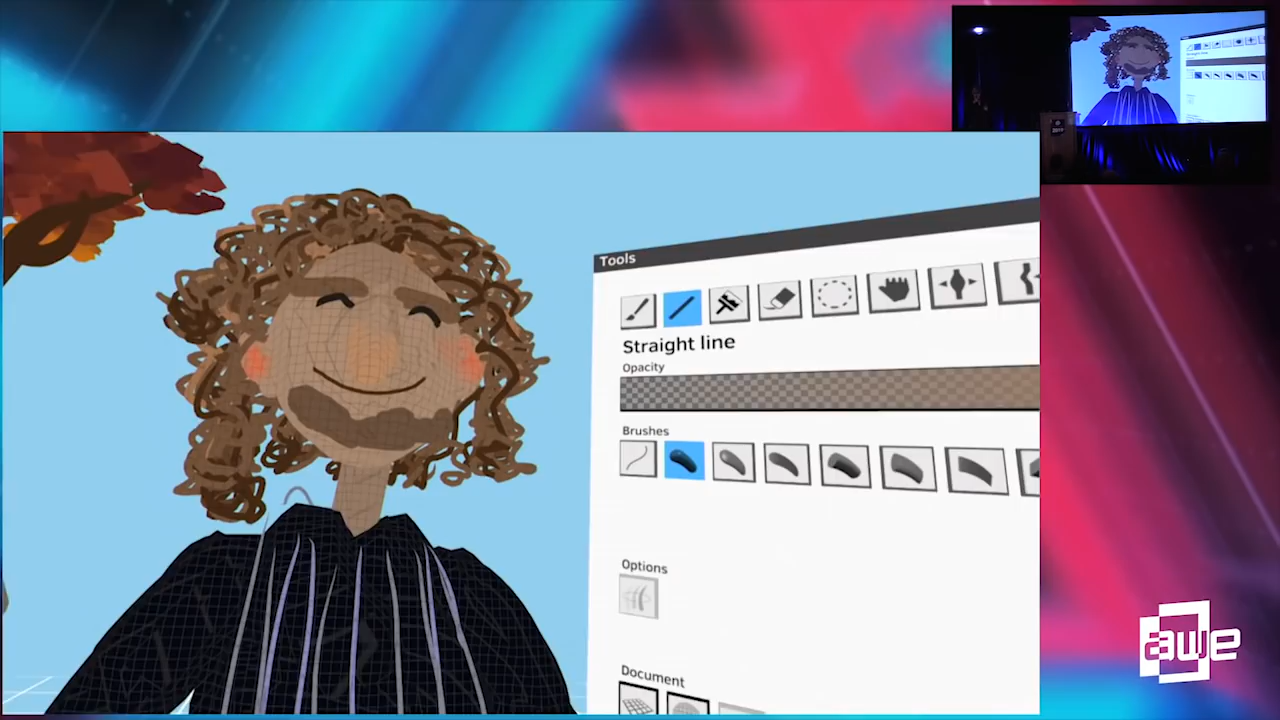 Tools
Straight line
Opacity
Brushes
Options
Document
awe